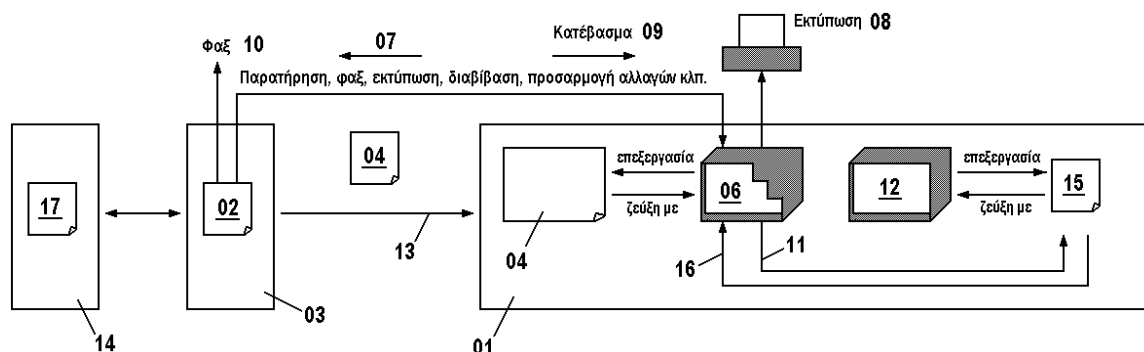 Φαξ 10
07
Κατέβασμα 09
Εκτύπωση 08
Παρατήρηση, φαξ, εκτύπωση, διαβίβαση, προσαρμογή αλλαγών κλπ.
17
02
04
13
04
επεξεργασία
ζεύξη με
06
12
επεξεργασία
ζεύξη με
15
16
11
14
03
01